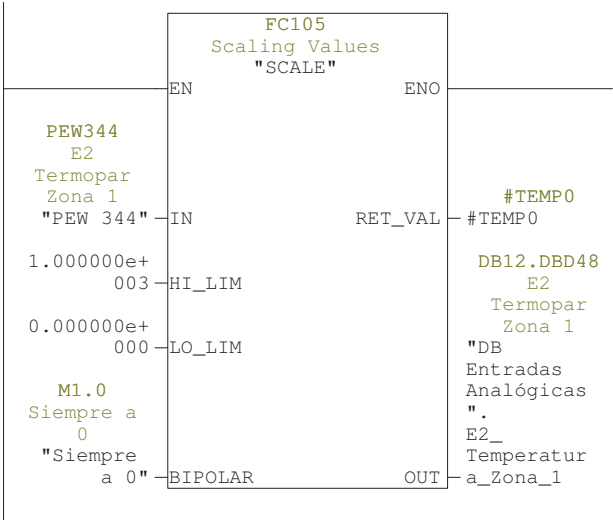 FC105
Scaling Values
"SCALE"
EN ENO
PEW344
E2
Termopar
Zona 1
"PEW 344" IN
RET_VAL
#TEMP0
#TEMP0
1.000000e+
003 HI_LIM
0.000000e+
000 LO_LIM
DB12.DBD48
E2
Termopar
Zona 1
"DB
Entradas
Analógicas
".
E2_
Temperatur
a_Zona_1
M1.0
Siempre a
0
"Siempre
a 0" BIPOLAR
OUT